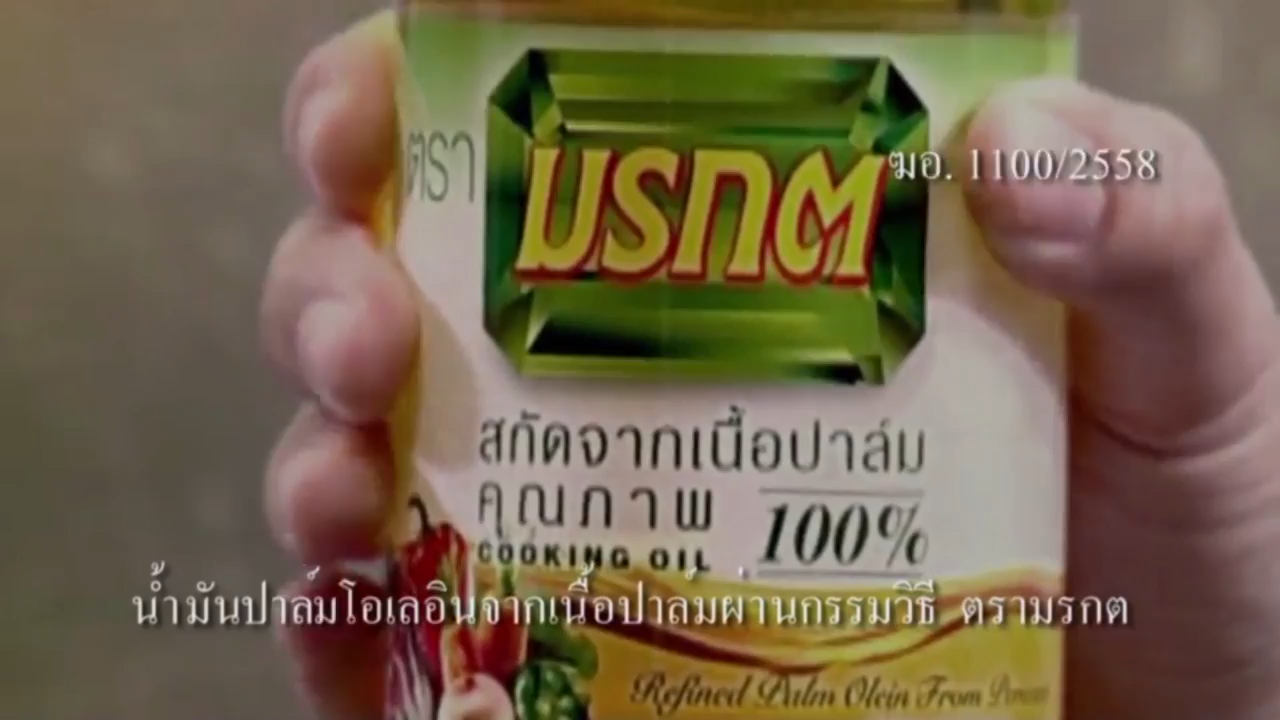 ตรา
มรกต
ฆอ. 1100/2558
สกัดจากเนื้อปาล์ม
คุณภาพ 100%
COOKING OIL
น้ำมันปาล์มโอเลอินจากเนื้อปาล์มผ่านกรรมวิธี ตรามรกต
Refined Palm Olein From